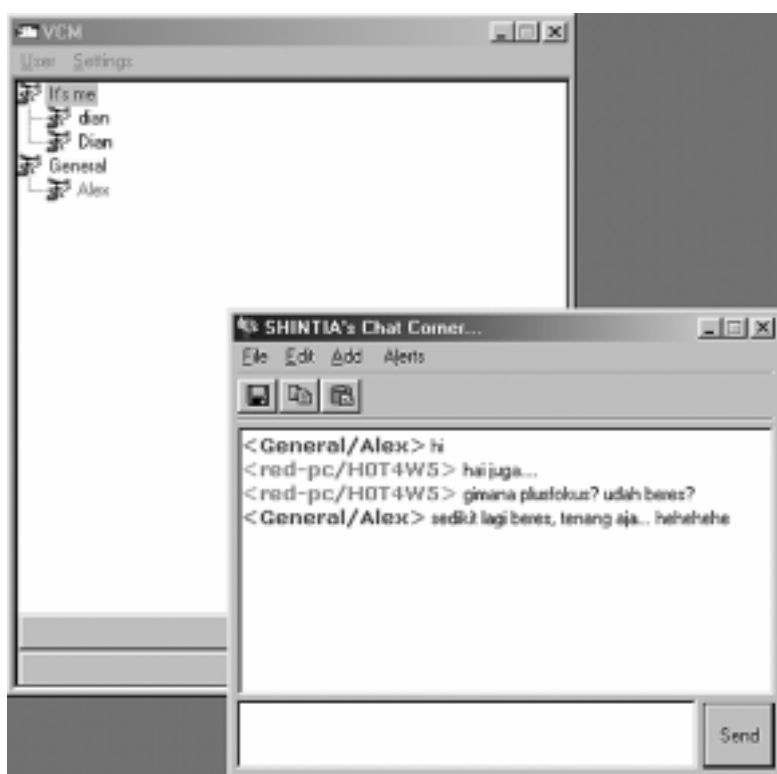 VCM
User Settings
It's me
dian
Dian
General
Alex
SHINTIA's Chat Corner...
File Edit Add Alerts
<General/Alex> hi
<red-pc/H0T4W5> hai juga...
<red-pc/H0T4W5> gimana plusfokus? udah beres?
<General/Alex> sedikit lagi beres, tenang aja... hehehehe
Send